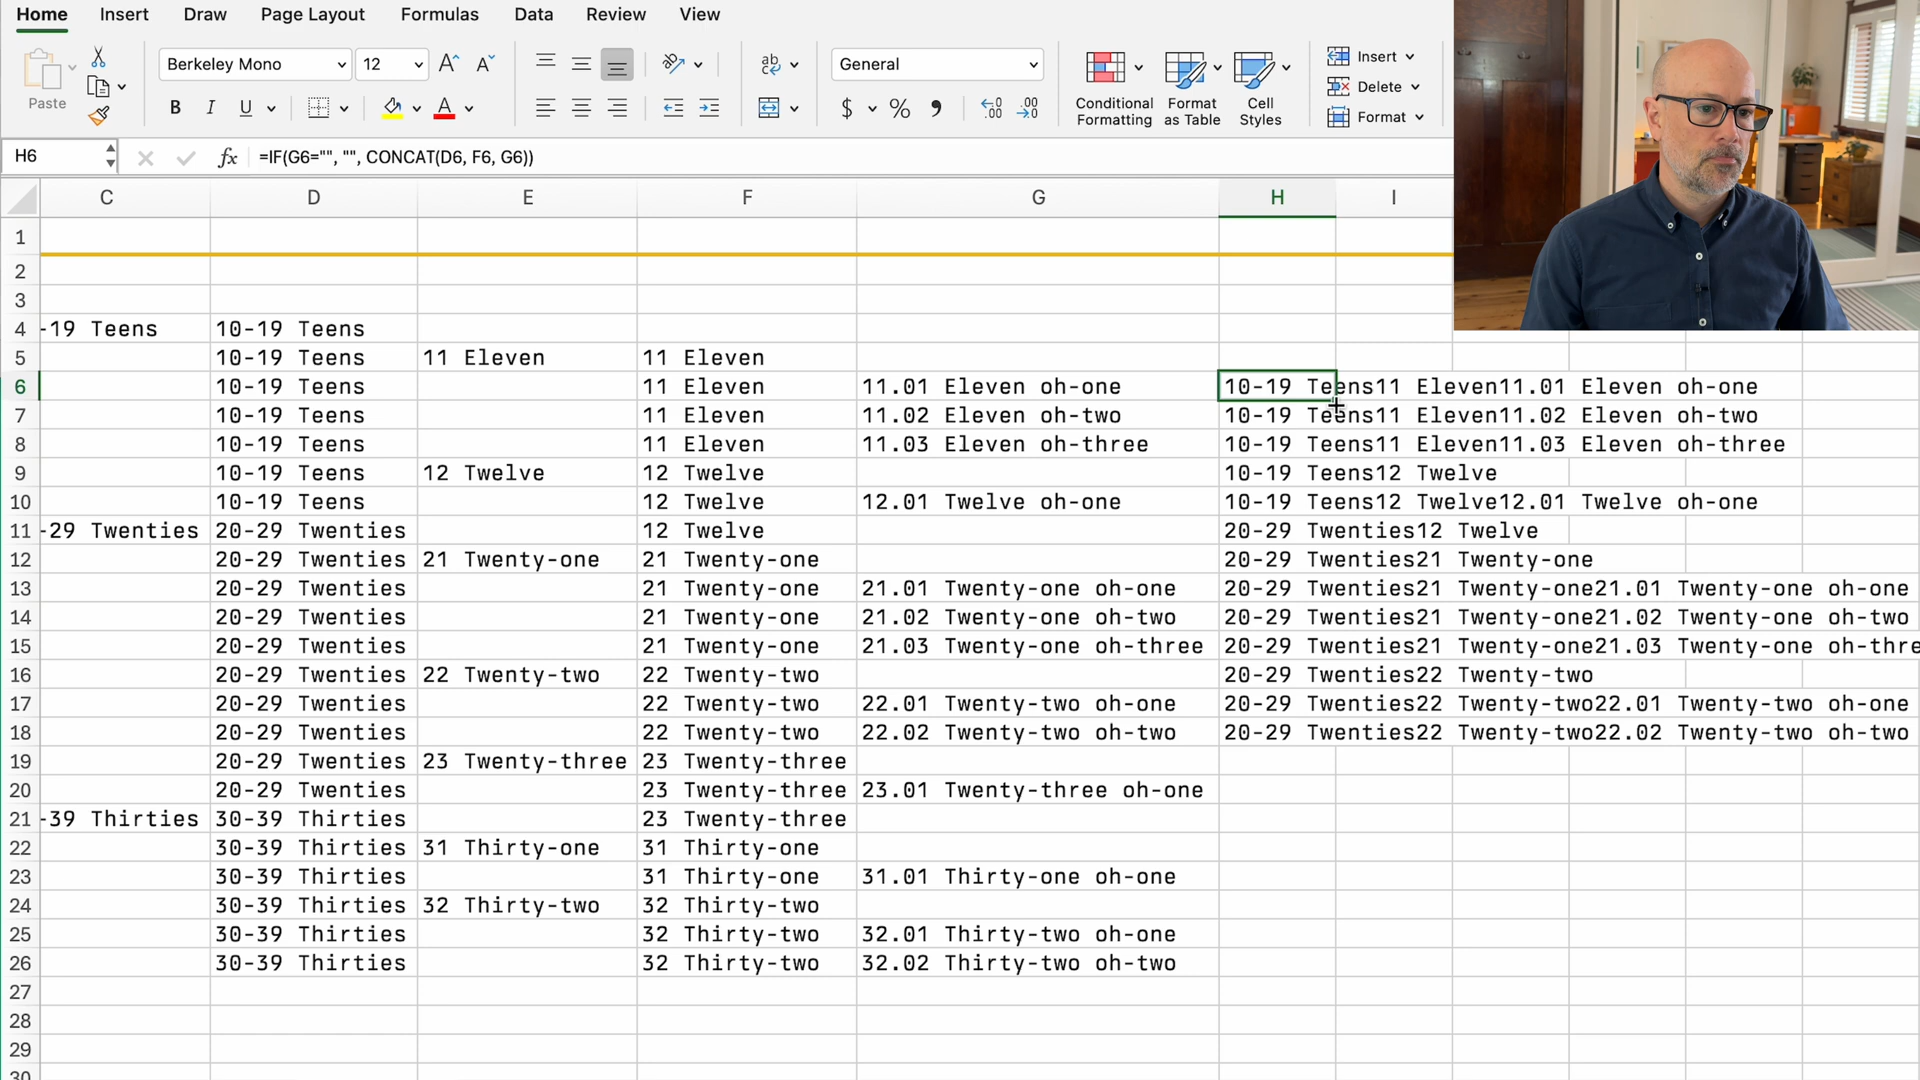 Home Insert Draw Page Layout Formulas Data Review View
Paste
Berkeley Mono 12 A A
B I U A
ab
c
General
$ % , .00 .00
Conditional Formatting
Format as Table
Cell Styles
Insert
Delete
Format
H6 fx =IF(G6="", "", CONCAT(D6, F6, G6))
C D E F G H I
1
2
3
4 -19 Teens 10-19 Teens
5 10-19 Teens 11 Eleven 11 Eleven
6 10-19 Teens 11 Eleven 11.01 Eleven oh-one 10-19 Teens11 Eleven11.01 Eleven oh-one
7 10-19 Teens 11 Eleven 11.02 Eleven oh-two 10-19 Teens11 Eleven11.02 Eleven oh-two
8 10-19 Teens 11 Eleven 11.03 Eleven oh-three 10-19 Teens11 Eleven11.03 Eleven oh-three
9 10-19 Teens 12 Twelve 12 Twelve 10-19 Teens12 Twelve
10 10-19 Teens 12 Twelve 12.01 Twelve oh-one 10-19 Teens12 Twelve12.01 Twelve oh-one
11 -29 Twenties 20-29 Twenties 12 Twelve 20-29 Twenties12 Twelve
12 20-29 Twenties 21 Twenty-one 21 Twenty-one 20-29 Twenties21 Twenty-one
13 20-29 Twenties 21 Twenty-one 21.01 Twenty-one oh-one 20-29 Twenties21 Twenty-one21.01 Twenty-one oh-one
14 20-29 Twenties 21 Twenty-one 21.02 Twenty-one oh-two 20-29 Twenties21 Twenty-one21.02 Twenty-one oh-two
15 20-29 Twenties 21 Twenty-one 21.03 Twenty-one oh-three 20-29 Twenties21 Twenty-one21.03 Twenty-one oh-thre
16 20-29 Twenties 22 Twenty-two 22 Twenty-two 20-29 Twenties22 Twenty-two
17 20-29 Twenties 22 Twenty-two 22.01 Twenty-two oh-one 20-29 Twenties22 Twenty-two22.01 Twenty-two oh-one
18 20-29 Twenties 22 Twenty-two 22.02 Twenty-two oh-two 20-29 Twenties22 Twenty-two22.02 Twenty-two oh-two
19 20-29 Twenties 23 Twenty-three 23 Twenty-three
20 20-29 Twenties 23 Twenty-three 23.01 Twenty-three oh-one
21 -39 Thirties 30-39 Thirties 23 Twenty-three
22 30-39 Thirties 31 Thirty-one 31 Thirty-one
23 30-39 Thirties 31 Thirty-one 31.01 Thirty-one oh-one
24 30-39 Thirties 32 Thirty-two 32 Thirty-two
25 30-39 Thirties 32 Thirty-two 32.01 Thirty-two oh-one
26 30-39 Thirties 32 Thirty-two 32.02 Thirty-two oh-two
27
28
29
30